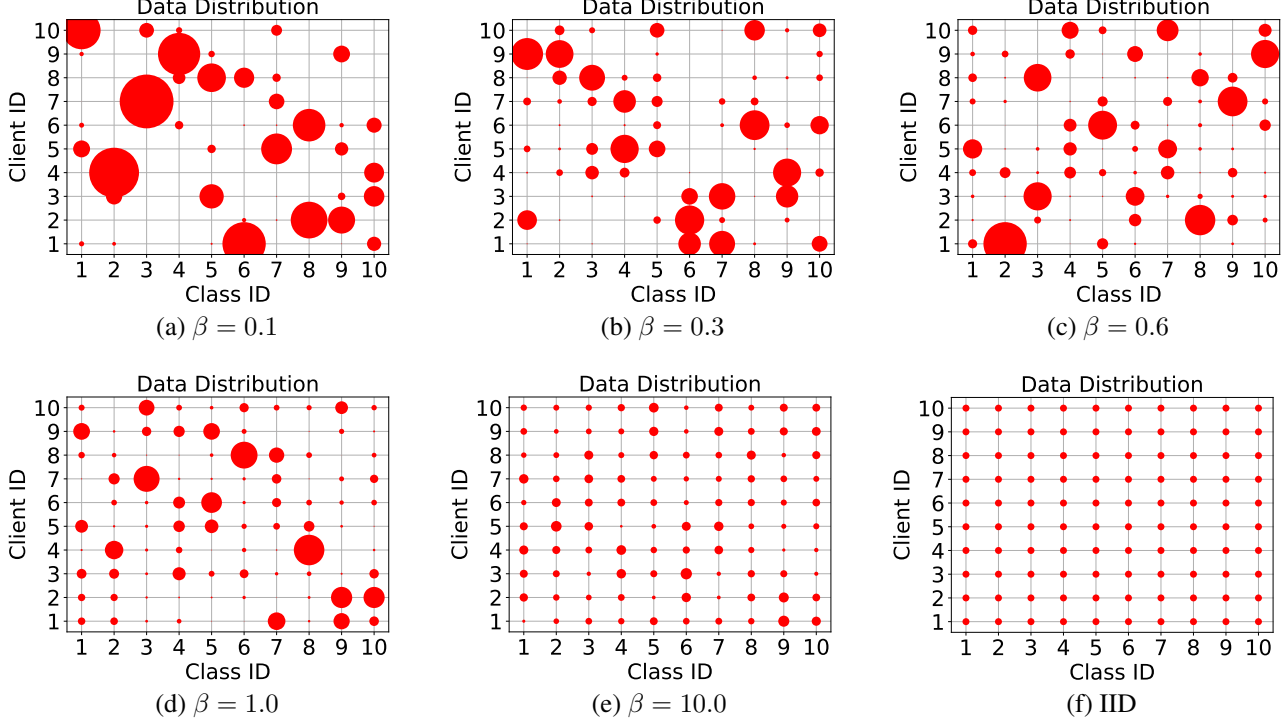 Data Distribution
10
9
8
7
6
5
4
3
2
1
Client ID
1 2 3 4 5 6 7 8 9 10
Class ID
(a) β = 0.1
Data Distribution
10
9
8
7
6
5
4
3
2
1
Client ID
1 2 3 4 5 6 7 8 9 10
Class ID
(b) β = 0.3
Data Distribution
10
9
8
7
6
5
4
3
2
1
Client ID
1 2 3 4 5 6 7 8 9 10
Class ID
(c) β = 0.6
Data Distribution
10
9
8
7
6
5
4
3
2
1
Client ID
1 2 3 4 5 6 7 8 9 10
Class ID
(d) β = 1.0
Data Distribution
10
9
8
7
6
5
4
3
2
1
Client ID
1 2 3 4 5 6 7 8 9 10
Class ID
(e) β = 10.0
Data Distribution
10
9
8
7
6
5
4
3
2
1
Client ID
1 2 3 4 5 6 7 8 9 10
Class ID
(f) IID